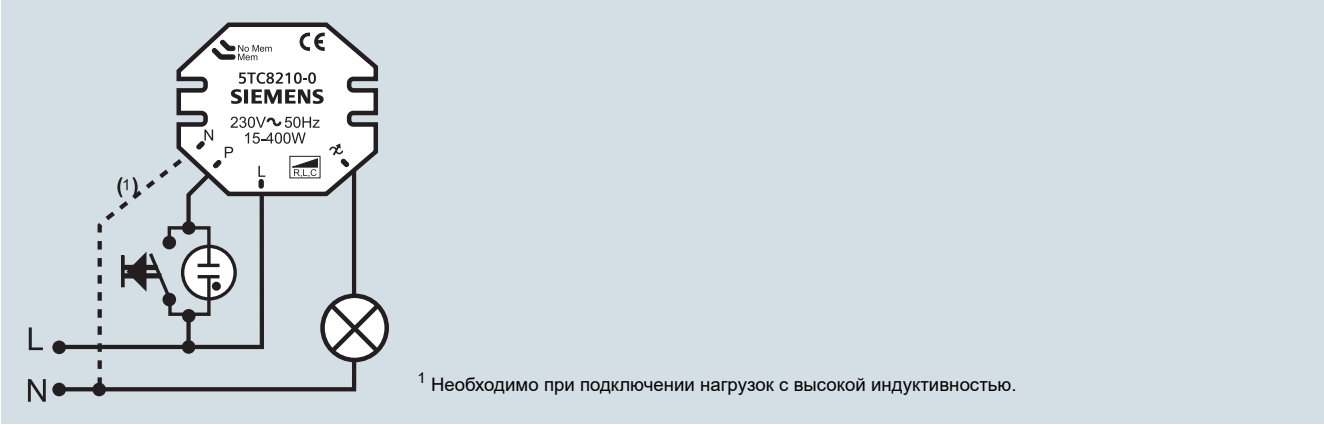 No Mem
Mem
CE
5TC8210-0
SIEMENS
230V~50Hz
15-400W
N
P
L
R,L,C
(1)
L
N
1 Необходимо при подключении нагрузок с высокой индуктивностью.